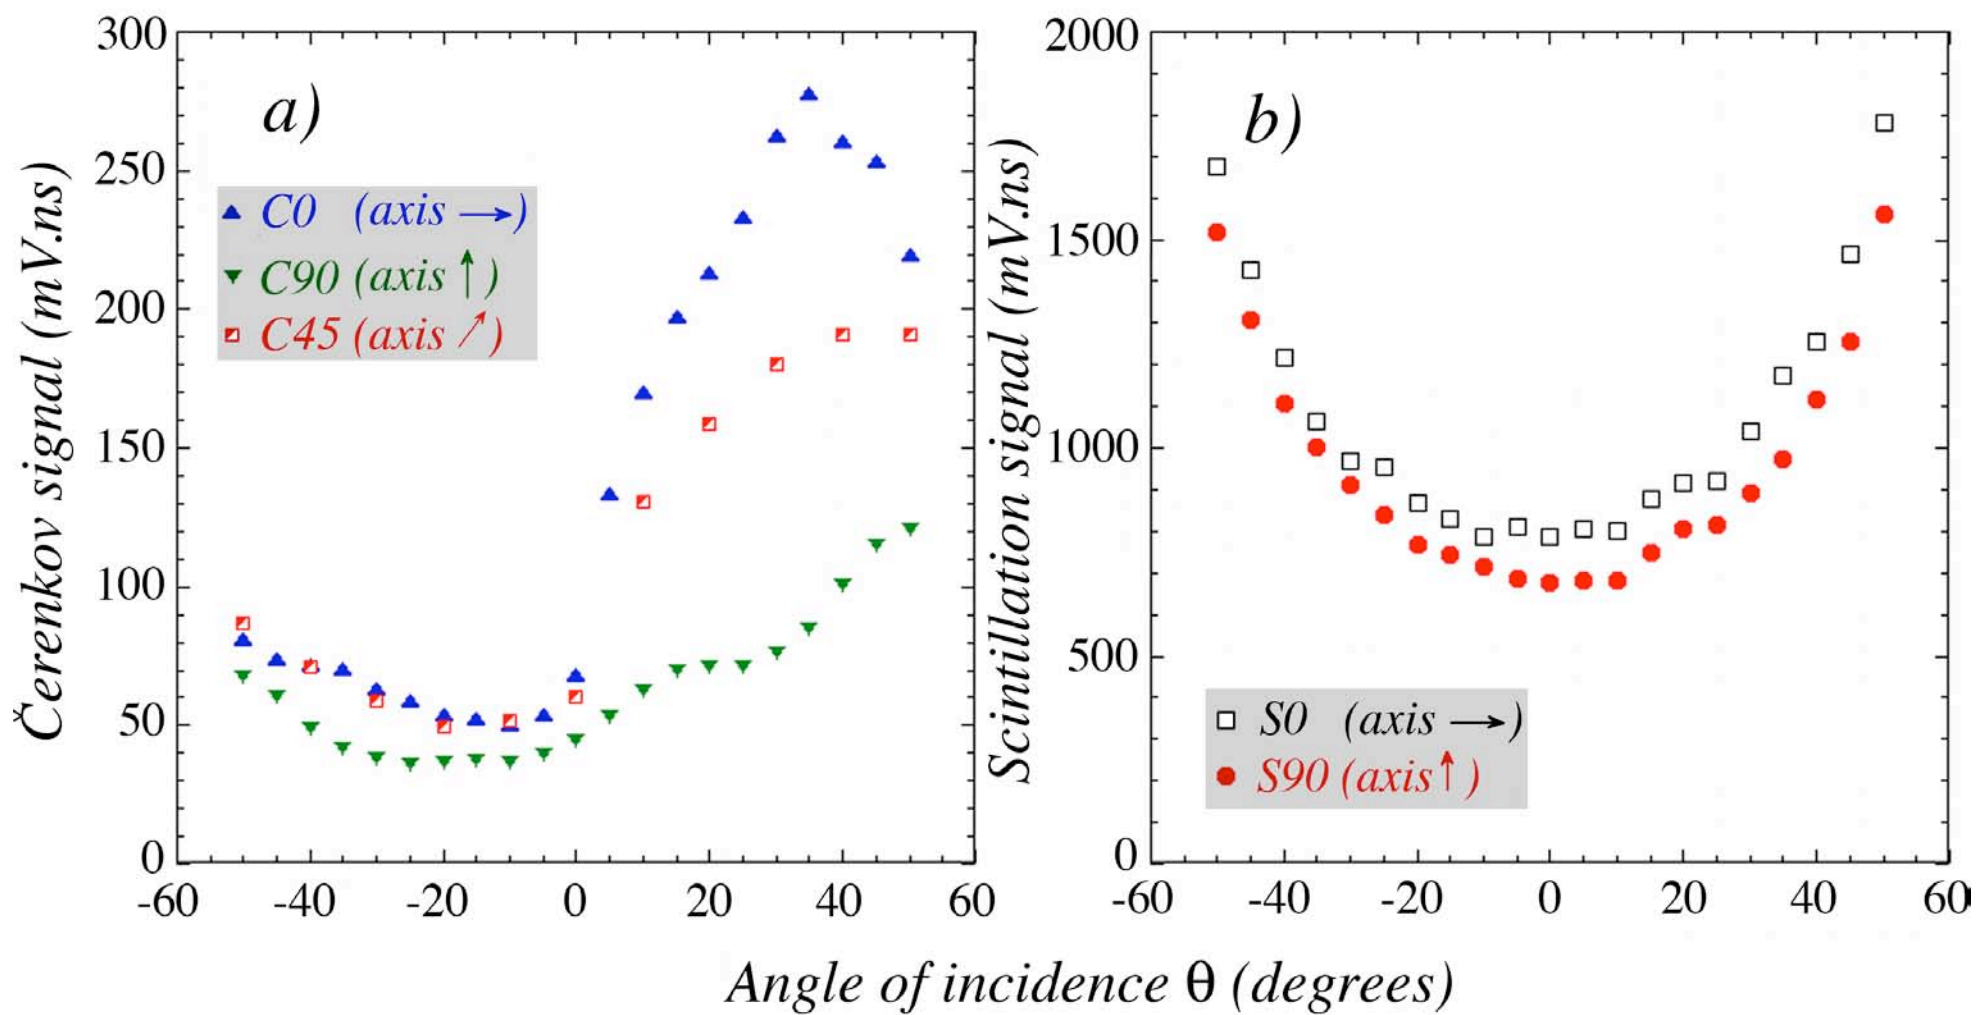 a)
Čerenkov signal (mV.ns)
300
250
200
150
100
50
0
C0 (axis →)
C90 (axis ↑)
C45 (axis ↗)
-60 -40 -20 0 20 40 60
b)
Scintillation signal (mV.ns)
2000
1500
1000
500
0
S0 (axis →)
S90 (axis ↑)
-60 -40 -20 0 20 40 60
Angle of incidence θ (degrees)